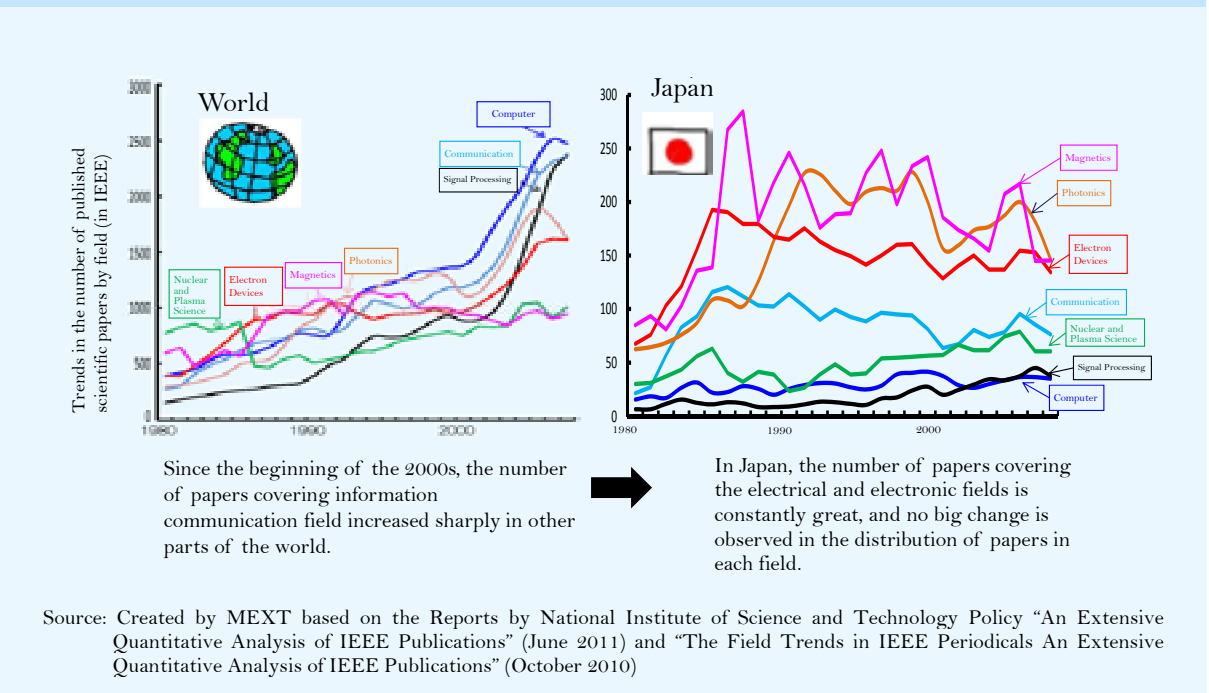 World
Japan
Trends in the number of published
scientific papers by field (in IEEE)
3000
2500
2000
1500
1000
500
0
1980
1990
2000
Computer
Communication
Signal Processing
Nuclear
and
Plasma
Science
Electron
Devices
Magnetics
Photonics
300
250
200
150
100
50
0
1980
1990
2000
Magnetics
Photonics
Electron
Devices
Communication
Nuclear and
Plasma Science
Signal Processing
Computer
Since the beginning of the 2000s, the number
of papers covering information
communication field increased sharply in other
parts of the world.
In Japan, the number of papers covering
the electrical and electronic fields is
constantly great, and no big change is
observed in the distribution of papers in
each field.
Source: Created by MEXT based on the Reports by National Institute of Science and Technology Policy “An Extensive
Quantitative Analysis of IEEE Publications” (June 2011) and “The Field Trends in IEEE Periodicals An Extensive
Quantitative Analysis of IEEE Publications” (October 2010)